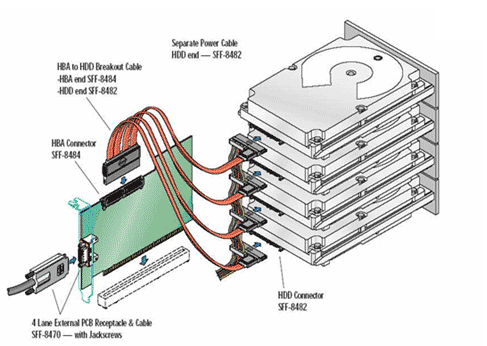 Separate Power Cable
HDD end — SFF-8482
HBA to HDD Breakout Cable
-HBA end SFF-8484
-HDD end SFF-8482
HBA Connector
SFF-8484
HDD Connector
SFF-8482
4 Lane External PCB Receptacle & Cable
SFF-8470 — with Jackscrews